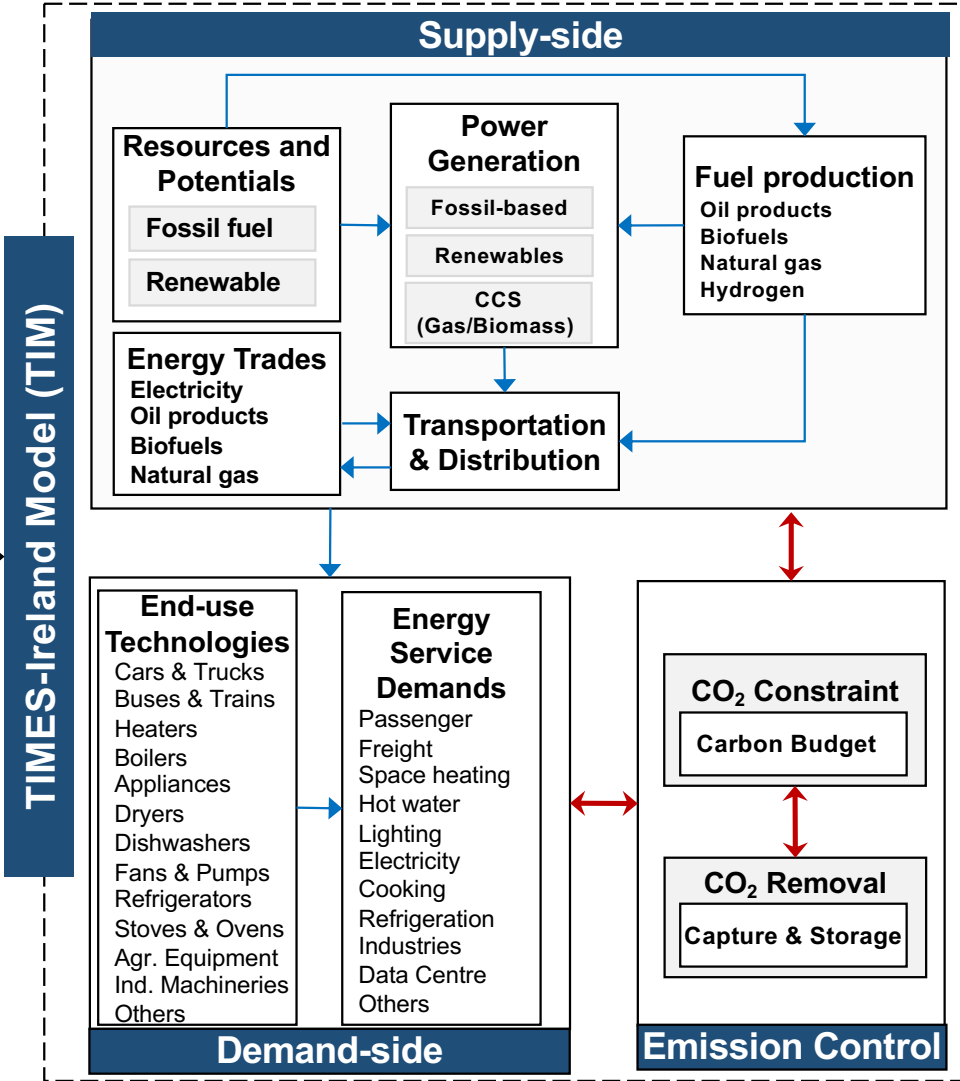 TIMES-Ireland Model (TIM)
Supply-side
Resources and
Potentials
Fossil fuel
Renewable
Power
Generation
Fossil-based
Renewables
CCS
(Gas/Biomass)
Fuel production
Oil products
Biofuels
Natural gas
Hydrogen
Energy Trades
Electricity
Oil products
Biofuels
Natural gas
Transportation
& Distribution
End-use
Technologies
Cars & Trucks
Buses & Trains
Heaters
Boilers
Appliances
Dryers
Dishwashers
Fans & Pumps
Refrigerators
Stoves & Ovens
Agr. Equipment
Ind. Machineries
Others
Energy
Service
Demands
Passenger
Freight
Space heating
Hot water
Lighting
Electricity
Cooking
Refrigeration
Industries
Data Centre
Others
Demand-side
CO₂ Constraint
Carbon Budget
CO₂ Removal
Capture & Storage
Emission Control